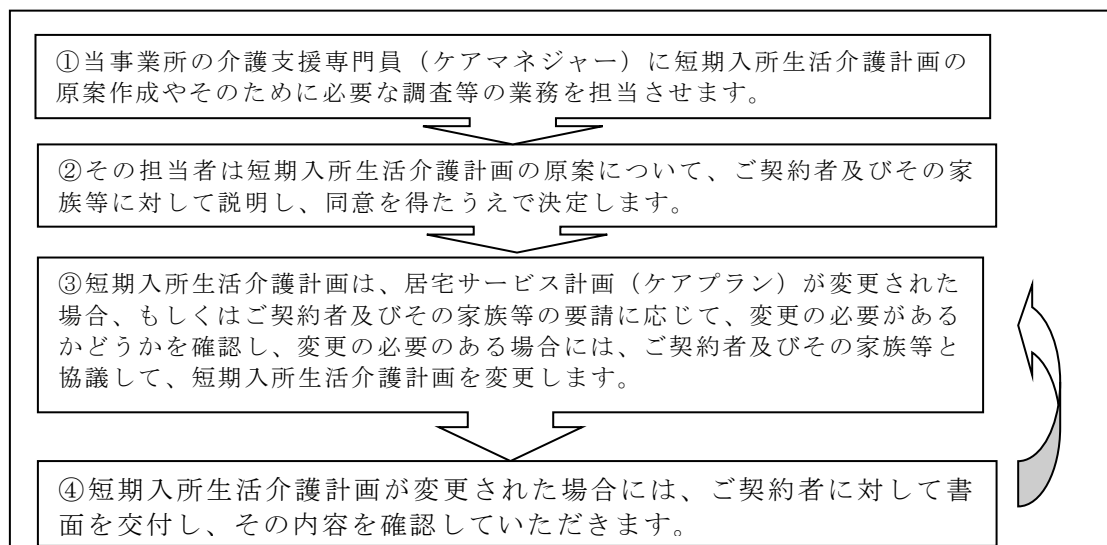 ①当事業所の介護支援専門員（ケアマネジャー）に短期入所生活介護計画の
原案作成やそのために必要な調査等の業務を担当させます。
②その担当者は短期入所生活介護計画の原案について、ご契約者及びその家
族等に対して説明し、同意を得たうえで決定します。
③短期入所生活介護計画は、居宅サービス計画（ケアプラン）が変更された
場合、もしくはご契約者及びその家族等の要請に応じて、変更の必要がある
かどうかを確認し、変更の必要のある場合には、ご契約者及びその家族等と
協議して、短期入所生活介護計画を変更します。
④短期入所生活介護計画が変更された場合には、ご契約者に対して書
面を交付し、その内容を確認していただきます。